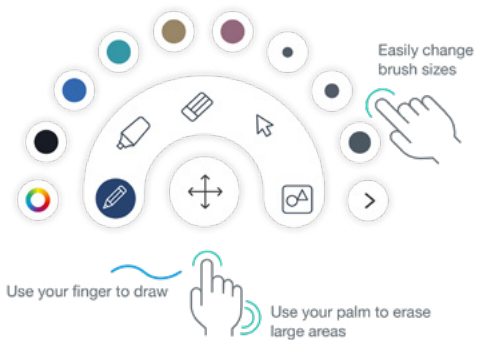 Easily change
brush sizes
Use your finger to draw
Use your palm to erase
large areas